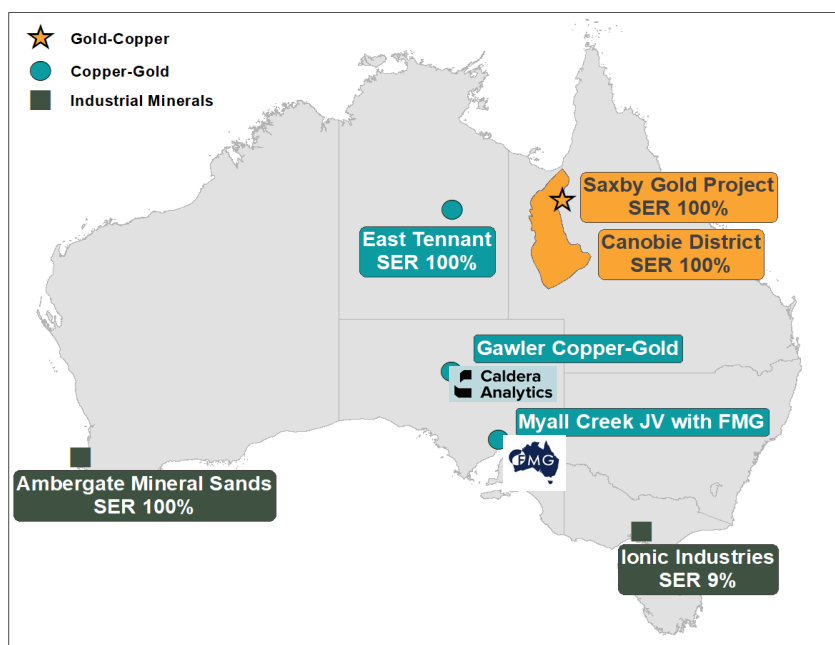 Gold-Copper
Copper-Gold
Industrial Minerals
Saxby Gold Project
SER 100%
Canobie District
SER 100%
East Tennant
SER 100%
Gawler Copper-Gold
Caldera
Analytics
Myall Creek JV with FMG
FMG
Ambergate Mineral Sands
SER 100%
Ionic Industries
SER 9%